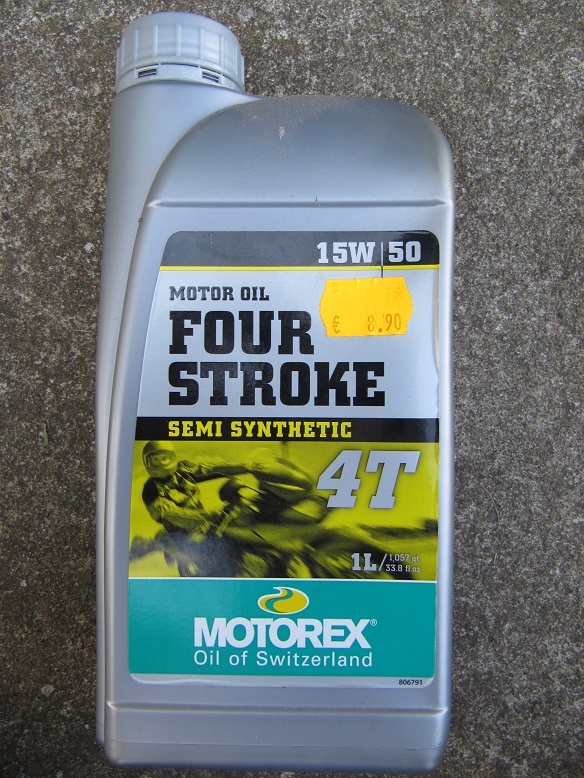 15W|50
MOTOR OIL
€ 8.90
FOUR
STROKE
SEMI SYNTHETIC
4T
1L/1,057 qt
33.8 fl.oz
MOTOREX®
Oil of Switzerland
806791